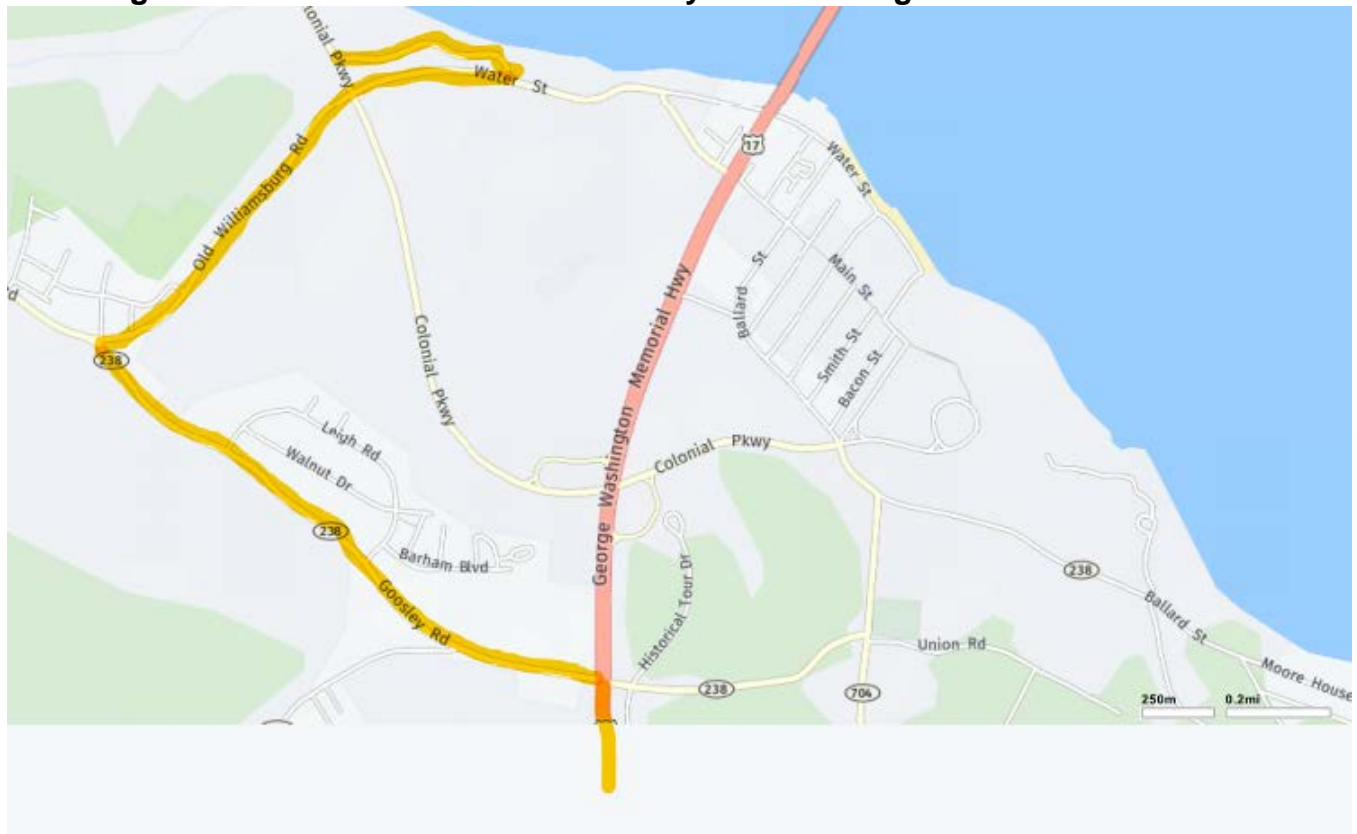 Colonial Pkwy
Water St
17
Water St
Old Williamsburg Rd
Main St
Ballard St
George Washington Memorial Hwy
Smith St
Bacon St
Colonial Pkwy
238
Leigh Rd
Walnut Dr
Colonial Pkwy
238
Barham Blvd
Goosley Rd
Historical Tour Dr
238
Ballard St
Union Rd
Moore House
238
704
250m
0.2mi